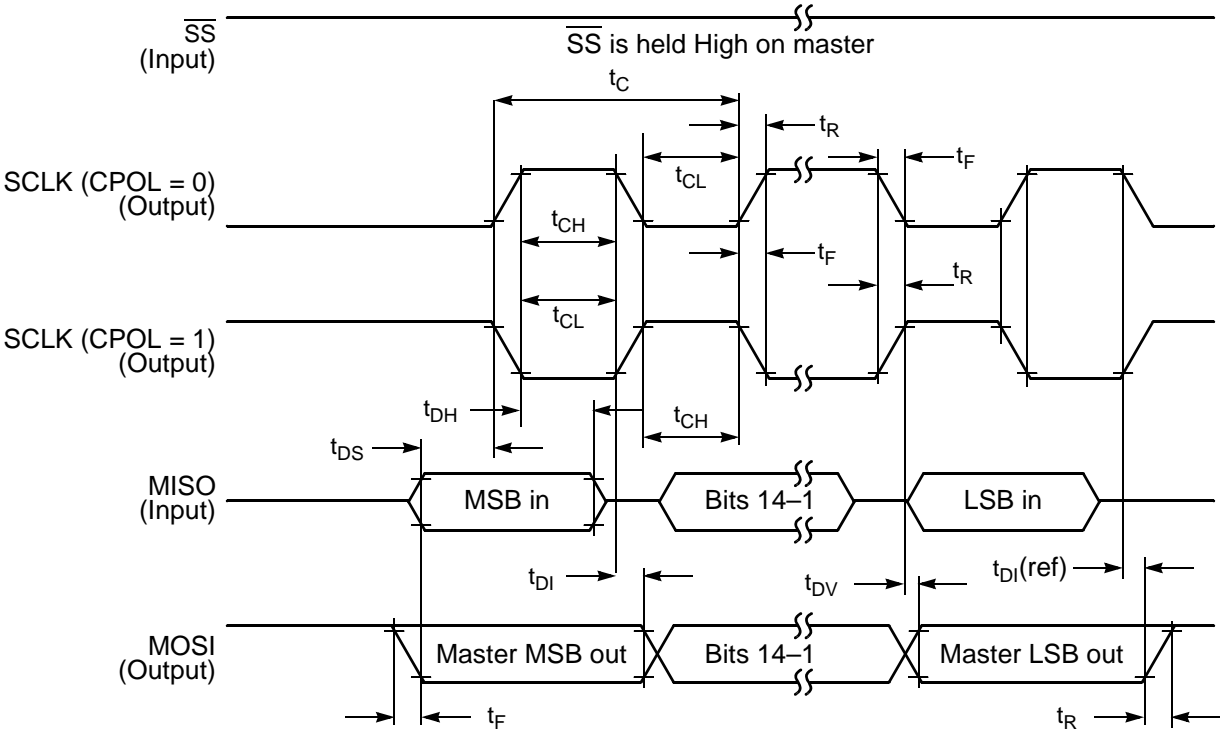 SS
(Input)
SS is held High on master
tC
tR
tCL
tF
SCLK (CPOL = 0)
(Output)
tCH
tF
tR
tCL
SCLK (CPOL = 1)
(Output)
tDH
tCH
tDS
MISO
(Input)
MSB in
Bits 14–1
LSB in
tDI
tDV
tDI(ref)
MOSI
(Output)
Master MSB out
Bits 14–1
Master LSB out
tF
tR